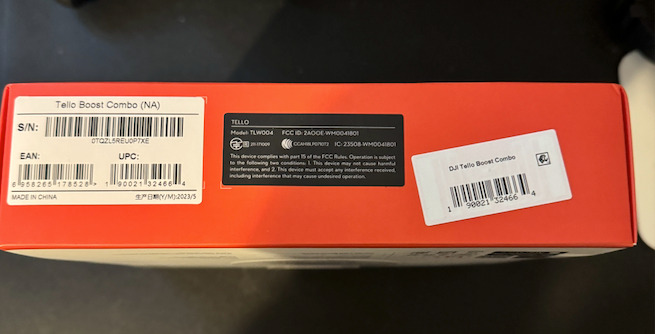 Tello Boost Combo (NA)
S/N:
0TQZL5REU0P7XE
EAN:
UPC:
6 958265 178528 >
1 90021 32466 4
MADE IN CHINA
生产日期(Y/M):2023/5
TELLO
Model: TLW004 FCC ID: 2AOOE-WM0041801
R 211-171009
CCAH18LP0760T2 IC: 23508-WM0041801
This device complies with part 15 of the FCC Rules. Operation is subject
to the following two conditions: 1. This device may not cause harmful
interference, and 2. This device must accept any interference received,
including interference that may cause undesired operation.
DJI Tello Boost Combo
1 90021 32466 4